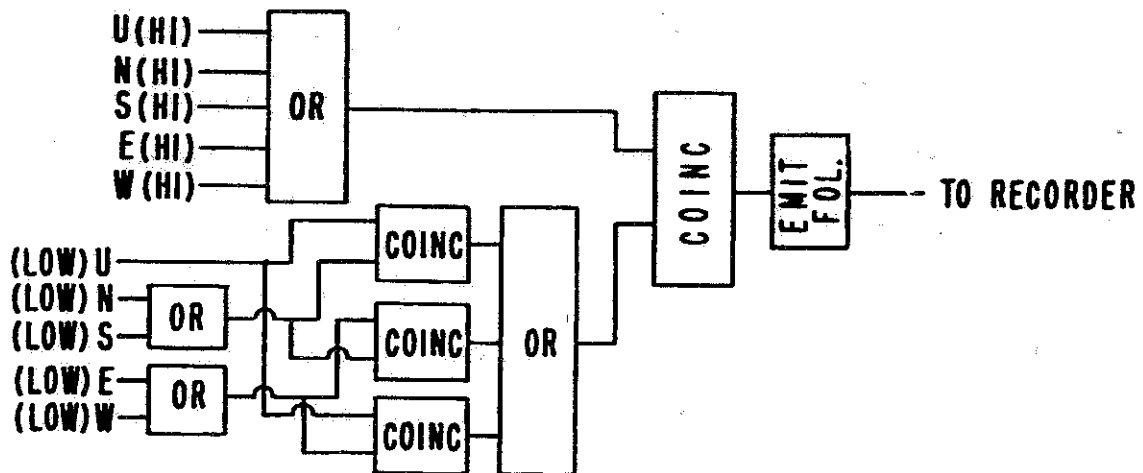 U(HI)
N(HI)
S(HI)
E(HI)
W(HI)
OR
COINC
EMIT
FOL.
TO RECORDER
(LOW) U
(LOW) N
(LOW) S
OR
(LOW) E
(LOW) W
OR
COINC
COINC
COINC
OR